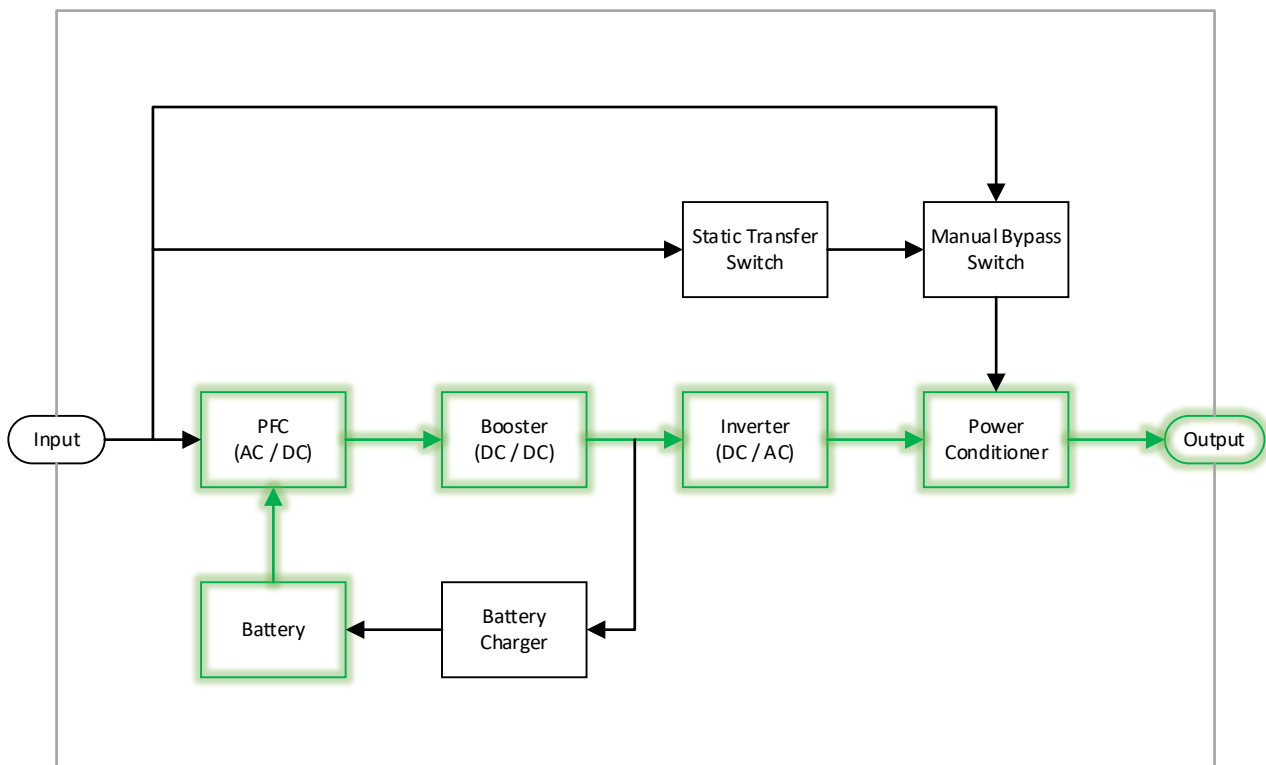 Static Transfer
Switch
Manual Bypass
Switch
Input
PFC
(AC / DC)
Booster
(DC / DC)
Inverter
(DC / AC)
Power
Conditioner
Output
Battery
Battery
Charger